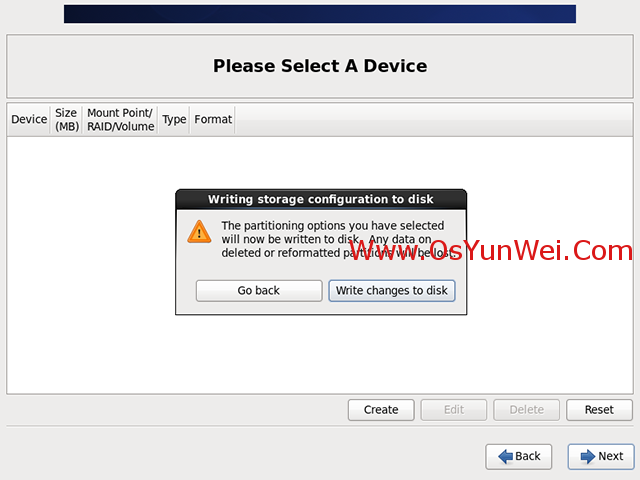 Please Select A Device
Device
Size
(MB)
Mount Point/
RAID/Volume
Type
Format
Writing storage configuration to disk
The partitioning options you have selected
will now be written to disk. Any data on
deleted or reformatted partitions will be lost.
Www.OsYunWei.Com
Go back
Write changes to disk
Create
Edit
Delete
Reset
Back
Next